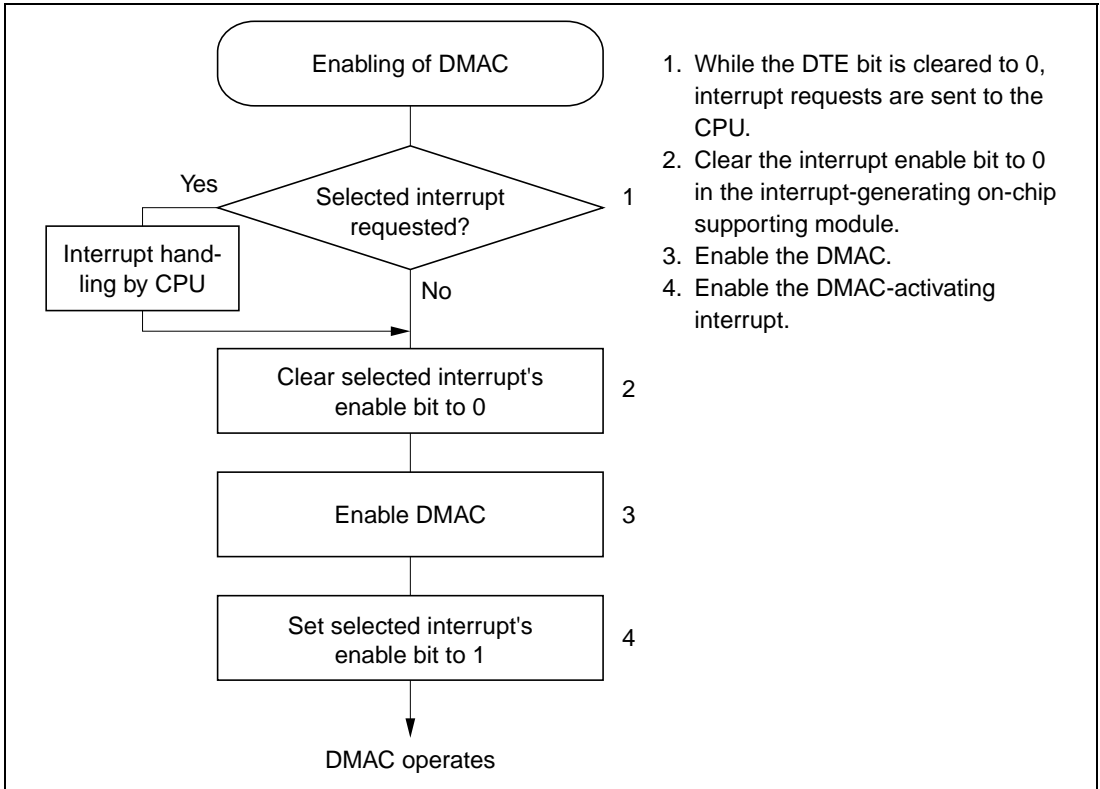 Enabling of DMAC
Yes
Selected interrupt
requested?
1
Interrupt hand-
ling by CPU
No
Clear selected interrupt's
enable bit to 0
2
Enable DMAC
3
Set selected interrupt's
enable bit to 1
4
DMAC operates
1. While the DTE bit is cleared to 0,
interrupt requests are sent to the
CPU.
2. Clear the interrupt enable bit to 0
in the interrupt-generating on-chip
supporting module.
3. Enable the DMAC.
4. Enable the DMAC-activating
interrupt.